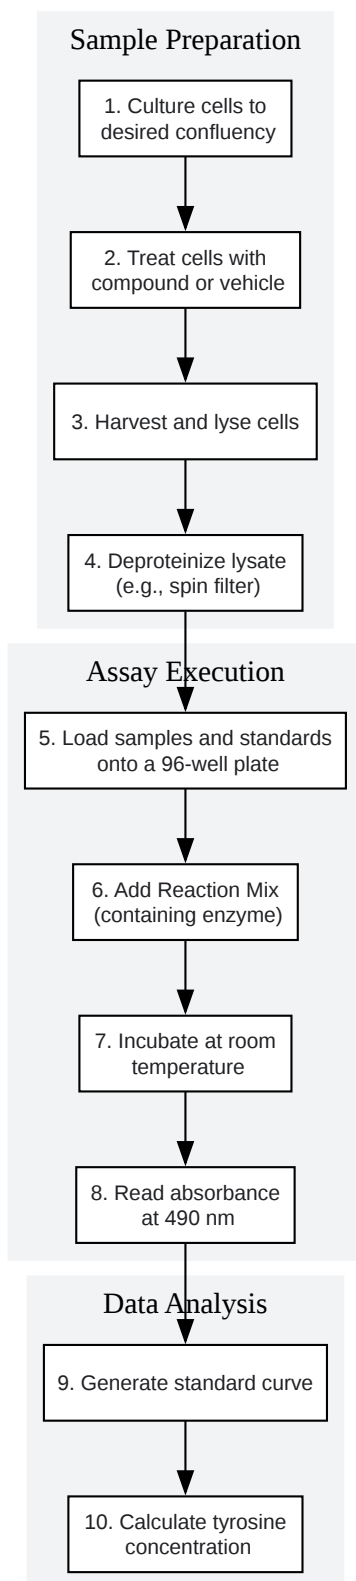 Sample Preparation
1. Culture cells to
desired confluency
2. Treat cells with
compound or vehicle
3. Harvest and lyse cells
4. Deproteinize lysate
(e.g., spin filter)
Assay Execution
5. Load samples and standards
onto a 96-well plate
6. Add Reaction Mix
(containing enzyme)
7. Incubate at room
temperature
8. Read absorbance
at 490 nm
Data Analysis
9. Generate standard curve
10. Calculate tyrosine
concentration